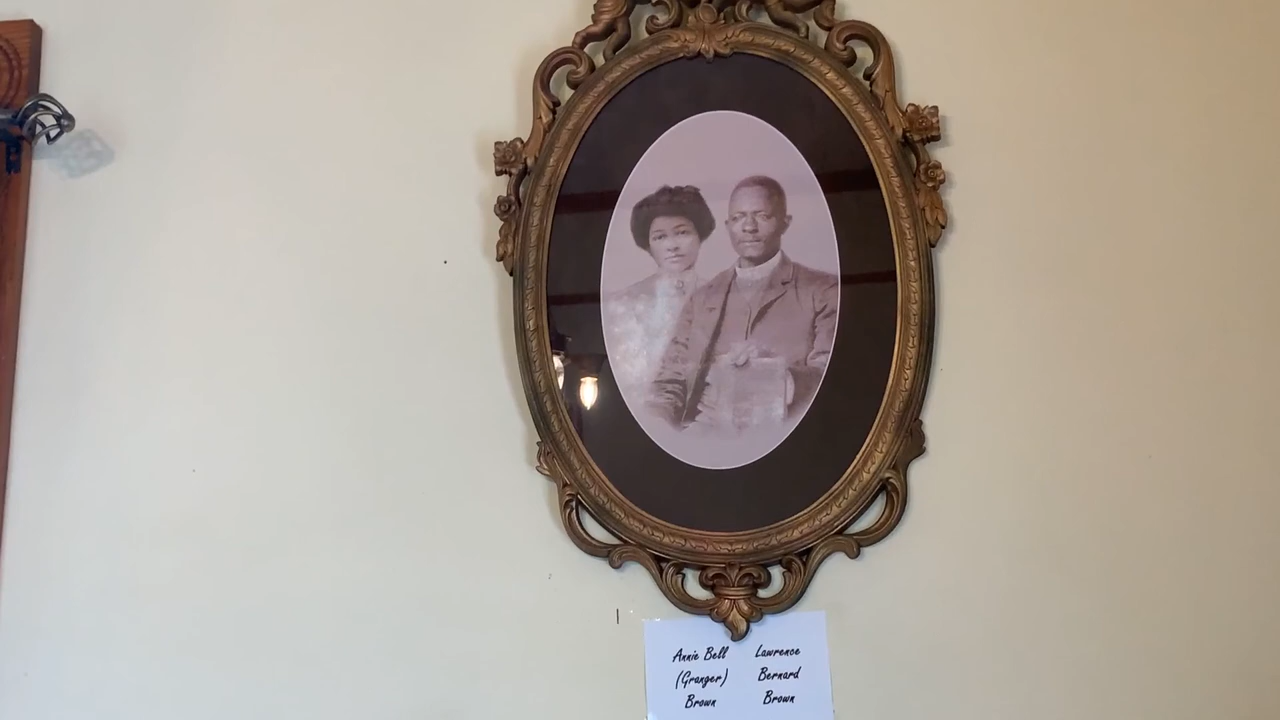 Annie Bell
(Granger)
Brown
Lawrence
Bernard
Brown